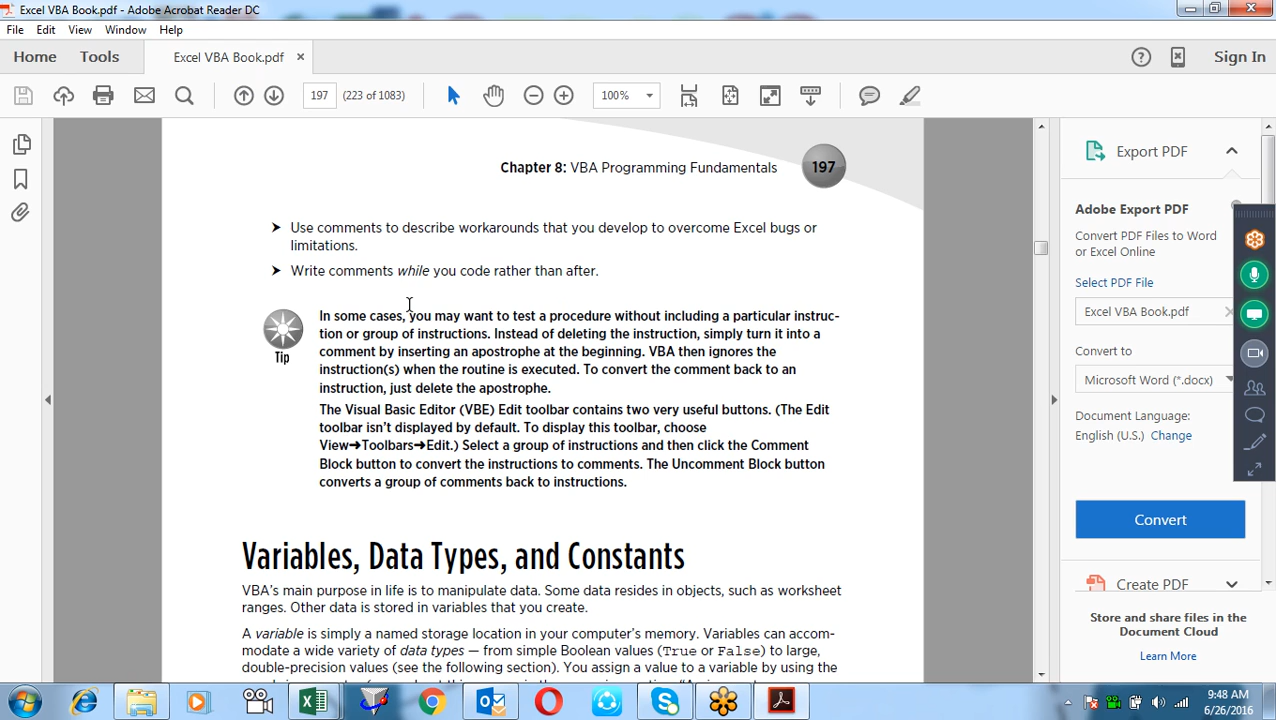 Excel VBA Book.pdf - Adobe Acrobat Reader DC
File Edit View Window Help
Home Tools Excel VBA Book.pdf × Sign In
197 (223 of 1083) 100%
Chapter 8: VBA Programming Fundamentals 197
➤ Use comments to describe workarounds that you develop to overcome Excel bugs or
limitations.
➤ Write comments while you code rather than after.
Tip
In some cases, you may want to test a procedure without including a particular instruc-
tion or group of instructions. Instead of deleting the instruction, simply turn it into a
comment by inserting an apostrophe at the beginning. VBA then ignores the
instruction(s) when the routine is executed. To convert the comment back to an
instruction, just delete the apostrophe.
The Visual Basic Editor (VBE) Edit toolbar contains two very useful buttons. (The Edit
toolbar isn't displayed by default. To display this toolbar, choose
View➔Toolbars➔Edit.) Select a group of instructions and then click the Comment
Block button to convert the instructions to comments. The Uncomment Block button
converts a group of comments back to instructions.
Variables, Data Types, and Constants
VBA's main purpose in life is to manipulate data. Some data resides in objects, such as worksheet
ranges. Other data is stored in variables that you create.
A variable is simply a named storage location in your computer's memory. Variables can accom-
modate a wide variety of data types — from simple Boolean values (True or False) to large,
double-precision values (see the following section). You assign a value to a variable by using the
Export PDF
Adobe Export PDF
Convert PDF Files to Word
or Excel Online
Select PDF File
Excel VBA Book.pdf
Convert to
Microsoft Word (*.docx)
Document Language:
English (U.S.) Change
Convert
Create PDF
Store and share files in the
Document Cloud
Learn More
9:48 AM
6/26/2016